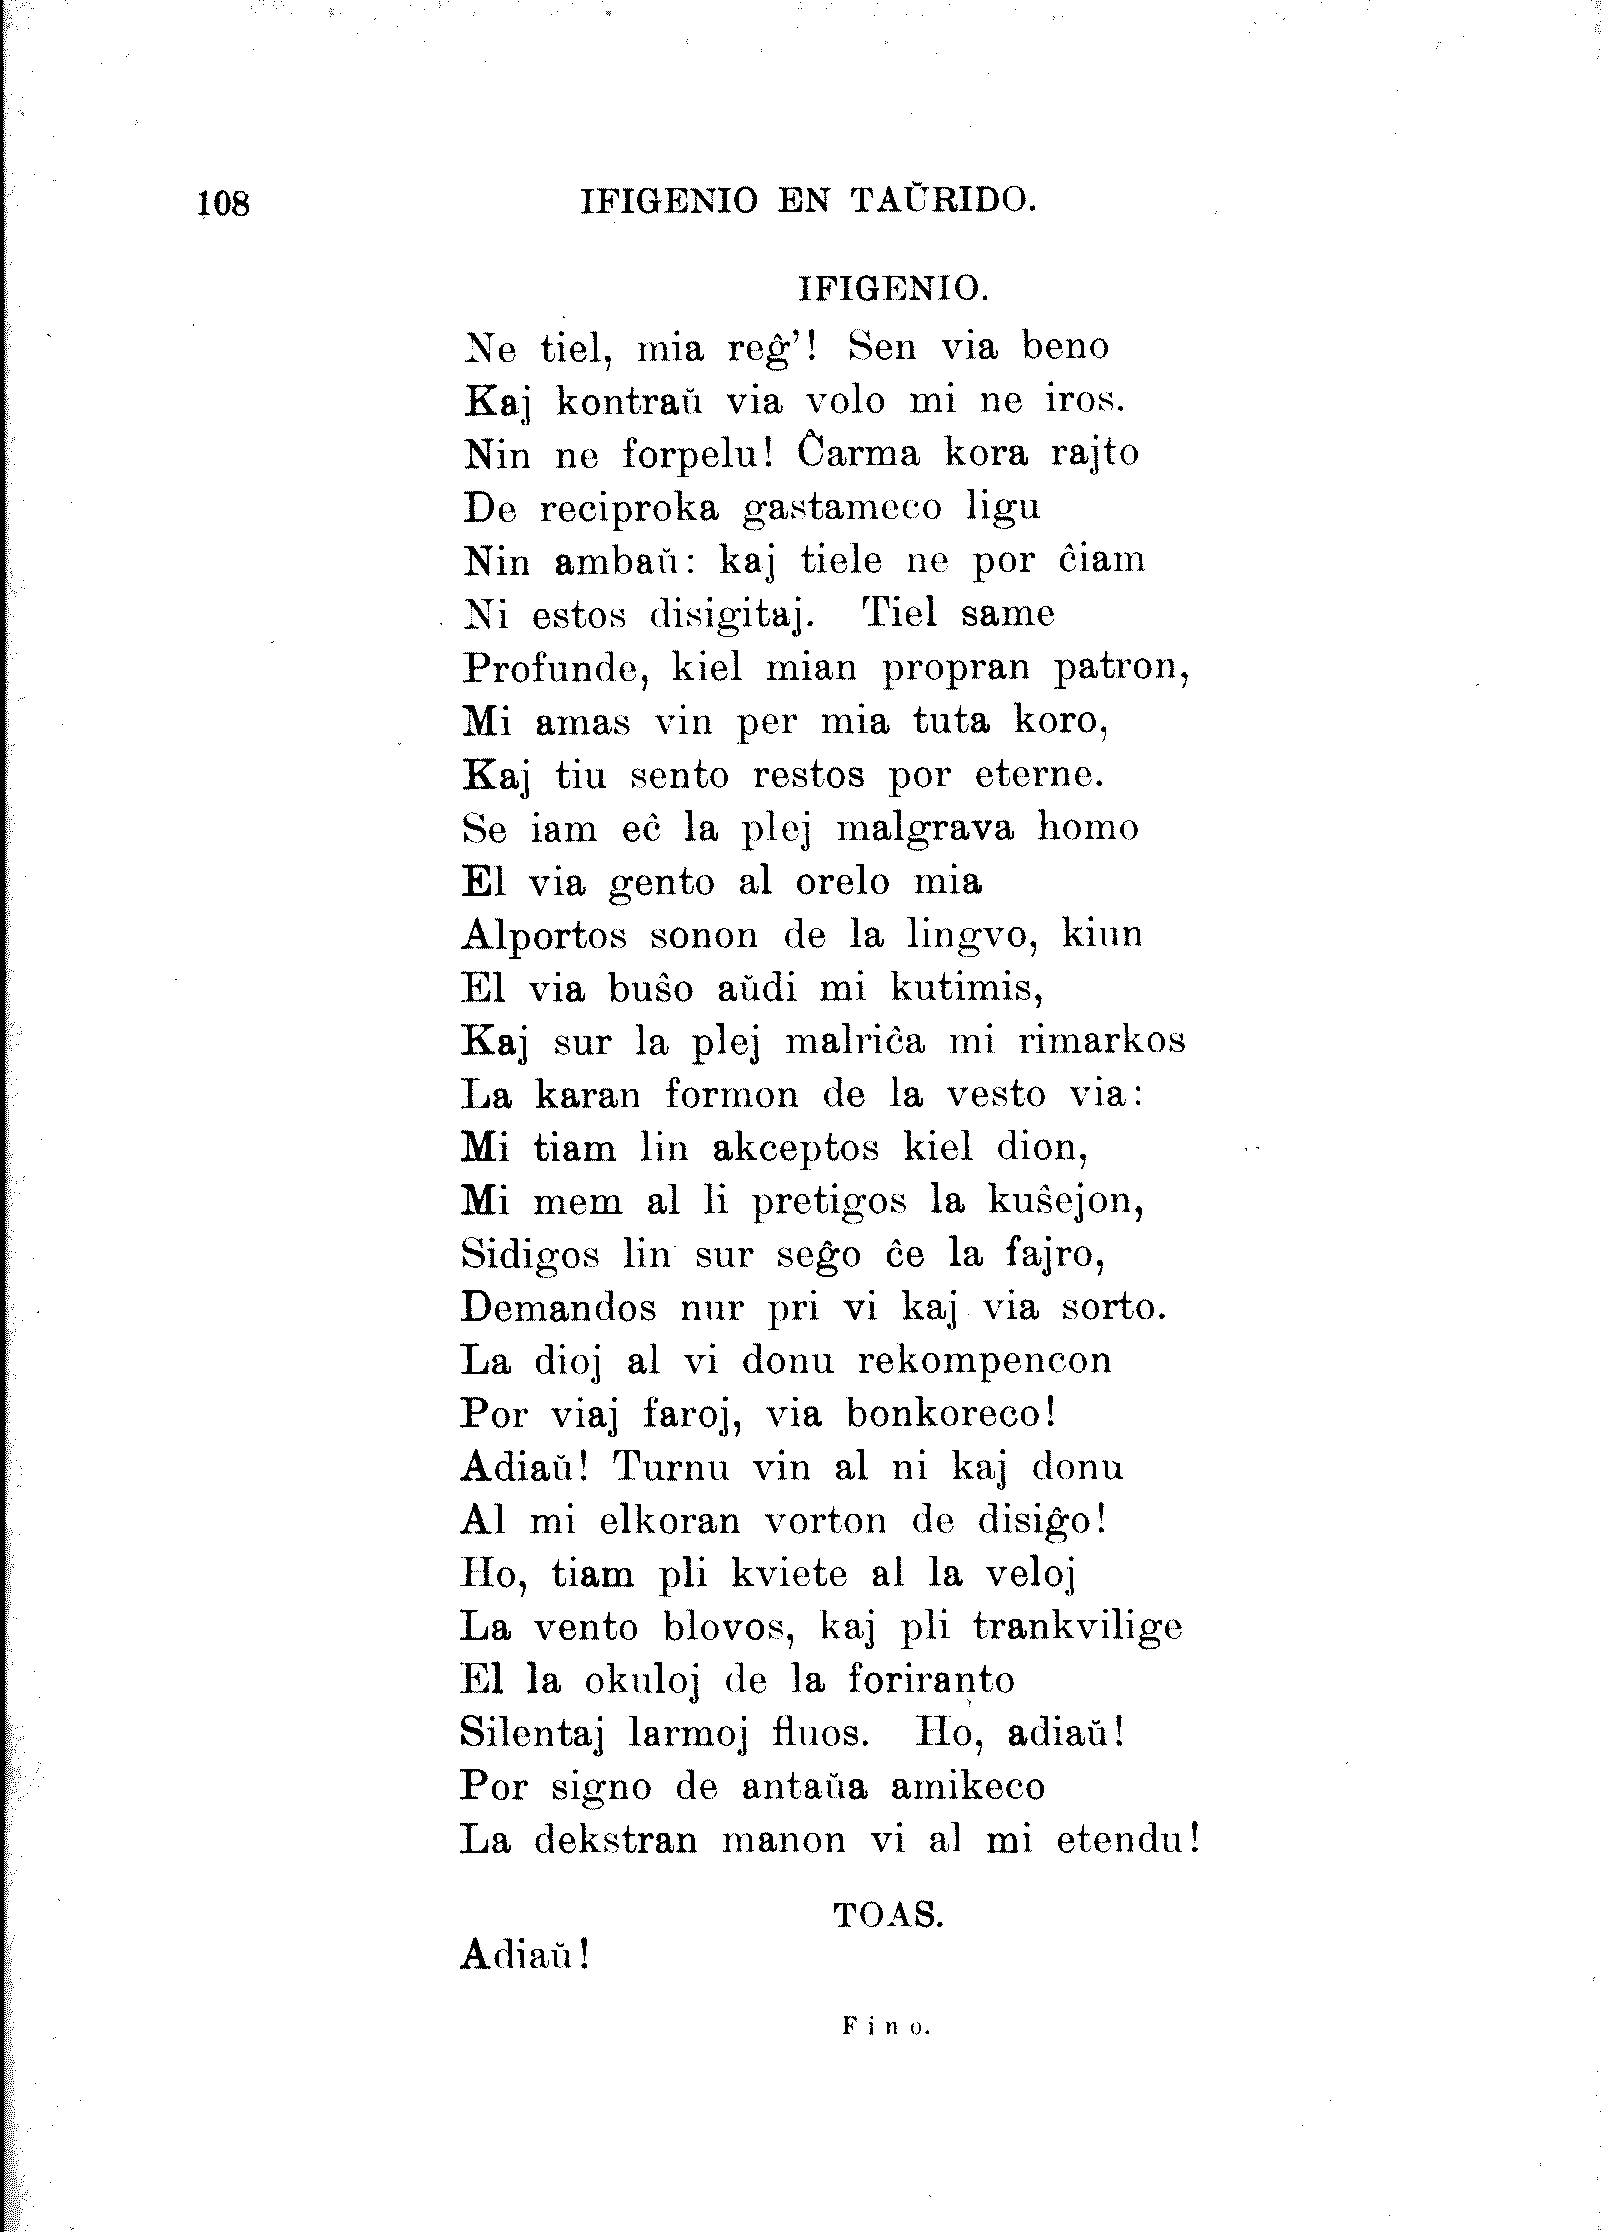 108 IFIGENIO EN TAŬRIDO.
IFIGENIO.
Ne tiel, mia reĝ'! Sen via beno
Kaj kontraŭ via volo mi ne iros.
Nin ne forpelu! Ĉarma kora rajto
De reciproka gastameco ligu
Nin ambaŭ: kaj tiele ne por ĉiam
Ni estos disigitaj. Tiel same
Profunde, kiel mian propran patron,
Mi amas vin per mia tuta koro,
Kaj tiu sento restos por eterne.
Se iam eĉ la plej malgrava homo
El via gento al orelo mia
Alportos sonon de la lingvo, kiun
El via buŝo aŭdi mi kutimis,
Kaj sur la plej malriĉa mi rimarkos
La karan formon de la vesto via:
Mi tiam lin akceptos kiel dion,
Mi mem al li pretigos la kuŝejon,
Sidigos lin sur seĝo ĉe la fajro,
Demandos nur pri vi kaj via sorto.
La dioj al vi donu rekompencon
Por viaj faroj, via bonkoreco!
Adiaŭ! Turnu vin al ni kaj donu
Al mi elkoran vorton de disiĝo!
Ho, tiam pli kviete al la veloj
La vento blovos, kaj pli trankvilige
El la okuloj de la foriranto
Silentaj larmoj fluos. Ho, adiaŭ!
Por signo de antaŭa amikeco
La dekstran manon vi al mi etendu!
TOAS.
Adiaŭ!
Fino.